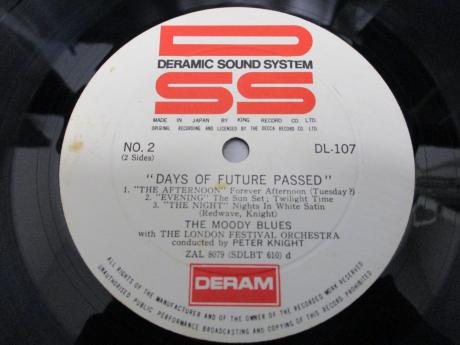 DSS
DERAMIC SOUND SYSTEM
MADE IN JAPAN BY KING RECORD CO. LTD.
ORIGINAL RECORDING AND LICENSED BY THE DECCA RECORD CO. LTD.
NO. 2
(2 Sides)
DL-107
"DAYS OF FUTURE PASSED"
1. "THE AFTERNOON" Forever Afternoon (Tuesday?)
2. "EVENING" The Sun Set; Twilight Time
3. "THE NIGHT" Nights In White Satin
(Redwave, Knight)
THE MOODY BLUES
with THE LONDON FESTIVAL ORCHESTRA
conducted by PETER KNIGHT
ZAL 8079 (SDLBT 610) d
DERAM
ALL RIGHTS OF THE MANUFACTURER AND OF THE OWNER OF THE RECORDED WORK RESERVED.
UNAUTHORISED PUBLIC PERFORMANCE BROADCASTING AND COPYING OF THIS RECORD PROHIBITED.